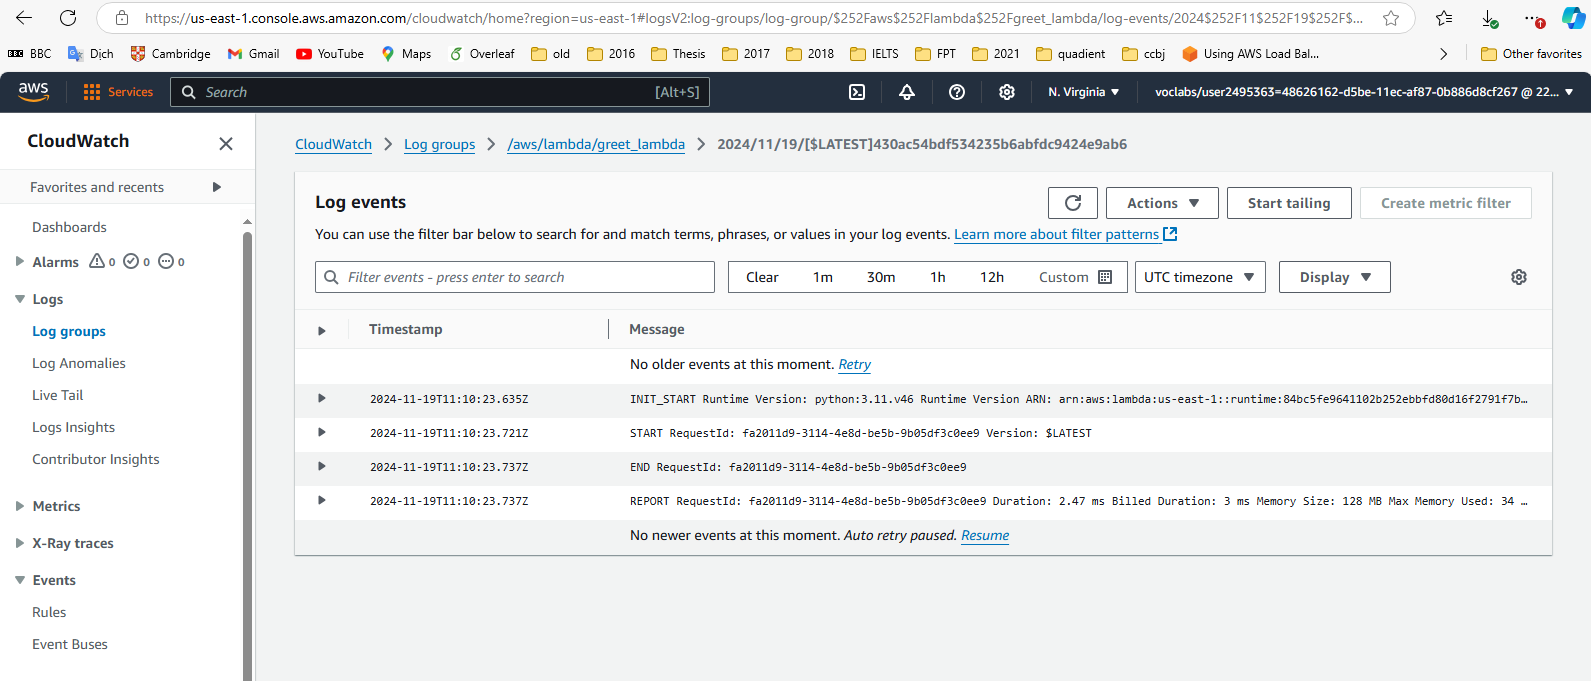 https://us-east-1.console.aws.amazon.com/cloudwatch/home?region=us-east-1#logsV2:log-groups/log-group/$252Faws$252Flambda$252Fgreet_lambda/log-events/2024$252F11$252F19$252F$...
BBC BBC Dịch Cambridge Gmail YouTube Maps Overleaf old 2016 Thesis 2017 2018 IELTS FPT 2021 quadient ccbj Using AWS Load Bal... Other favorites
aws Services Search [Alt+S] N. Virginia voclabs/user2495363=48626162-d5be-11ec-af87-0b886d8cf267 @ 22...
CloudWatch
Favorites and recents
Dashboards
Alarms 0 0 0
Logs
Log groups
Log Anomalies
Live Tail
Logs Insights
Contributor Insights
Metrics
X-Ray traces
Events
Rules
Event Buses
CloudWatch Log groups /aws/lambda/greet_lambda 2024/11/19/[$LATEST]430ac54bdf534235b6abfdc9424e9ab6
Log events
Actions Start tailing Create metric filter
You can use the filter bar below to search for and match terms, phrases, or values in your log events. Learn more about filter patterns
Filter events - press enter to search Clear 1m 30m 1h 12h Custom UTC timezone Display
Timestamp Message
No older events at this moment. Retry
2024-11-19T11:10:23.635Z INIT_START Runtime Version: python:3.11.v46 Runtime Version ARN: arn:aws:lambda:us-east-1::runtime:84bc5fe9641102b252ebbfd80d16f2791f7b...
2024-11-19T11:10:23.721Z START RequestId: fa2011d9-3114-4e8d-be5b-9b05df3c0ee9 Version: $LATEST
2024-11-19T11:10:23.737Z END RequestId: fa2011d9-3114-4e8d-be5b-9b05df3c0ee9
2024-11-19T11:10:23.737Z REPORT RequestId: fa2011d9-3114-4e8d-be5b-9b05df3c0ee9 Duration: 2.47 ms Billed Duration: 3 ms Memory Size: 128 MB Max Memory Used: 34 ...
No newer events at this moment. Auto retry paused. Resume